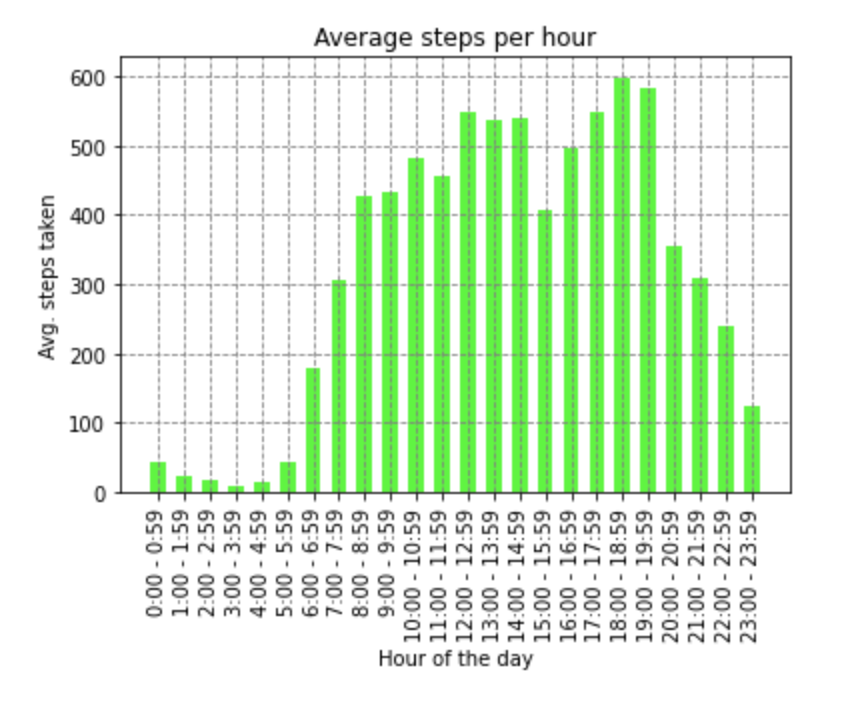 Average steps per hour
Avg. steps taken
600
500
400
300
200
100
0
0:00 - 0:59
1:00 - 1:59
2:00 - 2:59
3:00 - 3:59
4:00 - 4:59
5:00 - 5:59
6:00 - 6:59
7:00 - 7:59
8:00 - 8:59
9:00 - 9:59
10:00 - 10:59
11:00 - 11:59
12:00 - 12:59
13:00 - 13:59
14:00 - 14:59
15:00 - 15:59
16:00 - 16:59
17:00 - 17:59
18:00 - 18:59
19:00 - 19:59
20:00 - 20:59
21:00 - 21:59
22:00 - 22:59
23:00 - 23:59
Hour of the day